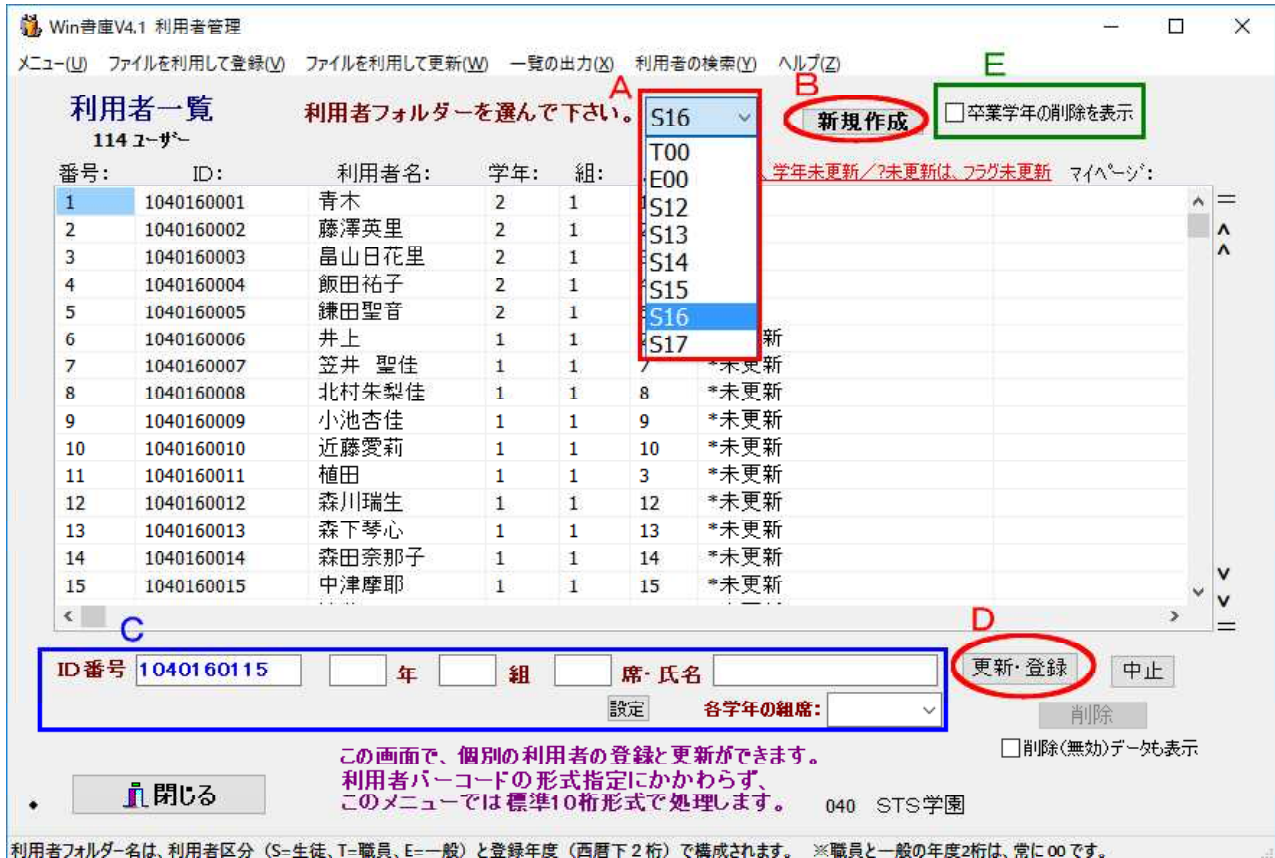 Win書庫V4.1 利用者管理
メニュー(U) ファイルを利用して登録(V) ファイルを利用して更新(W) 一覧の出力(X) 利用者の検索(Y) ヘルプ(Z)
A B E
利用者一覧 利用者フォルダーを選んで下さい。 S16 新規作成 卒業学年の削除を表示
114 ユーザー
T00
E00
S12
S13
S14
S15
S16
S17
番号: ID: 利用者名: 学年: 組: 、学年未更新/?未更新は、フラグ未更新 マイページ:
1 1040160001 青木 2 1
2 1040160002 藤澤英里 2 1
3 1040160003 畠山日花里 2 1
4 1040160004 飯田祐子 2 1
5 1040160005 鎌田聖音 2 1
6 1040160006 井上 1 1 新
7 1040160007 笠井 聖佳 1 1 7 *未更新
8 1040160008 北村朱梨佳 1 1 8 *未更新
9 1040160009 小池杏佳 1 1 9 *未更新
10 1040160010 近藤愛莉 1 1 10 *未更新
11 1040160011 植田 1 1 3 *未更新
12 1040160012 森川瑞生 1 1 12 *未更新
13 1040160013 森下琴心 1 1 13 *未更新
14 1040160014 森田奈那子 1 1 14 *未更新
15 1040160015 中津摩耶 1 1 15 *未更新
C D
ID番号 1040160115 年 組 席・氏名 更新・登録 中止
設定 各学年の組席: 削除
削除(無効)データも表示
この画面で、個別の利用者の登録と更新ができます。
利用者バーコードの形式指定にかかわらず、
このメニューでは標準10桁形式で処理します。 040 STS学園
閉じる
利用者フォルダー名は、利用者区分(S=生徒、T=職員、E=一般)と登録年度(西暦下2桁)で構成されます。 ※職員と一般の年度2桁は、常に00です。